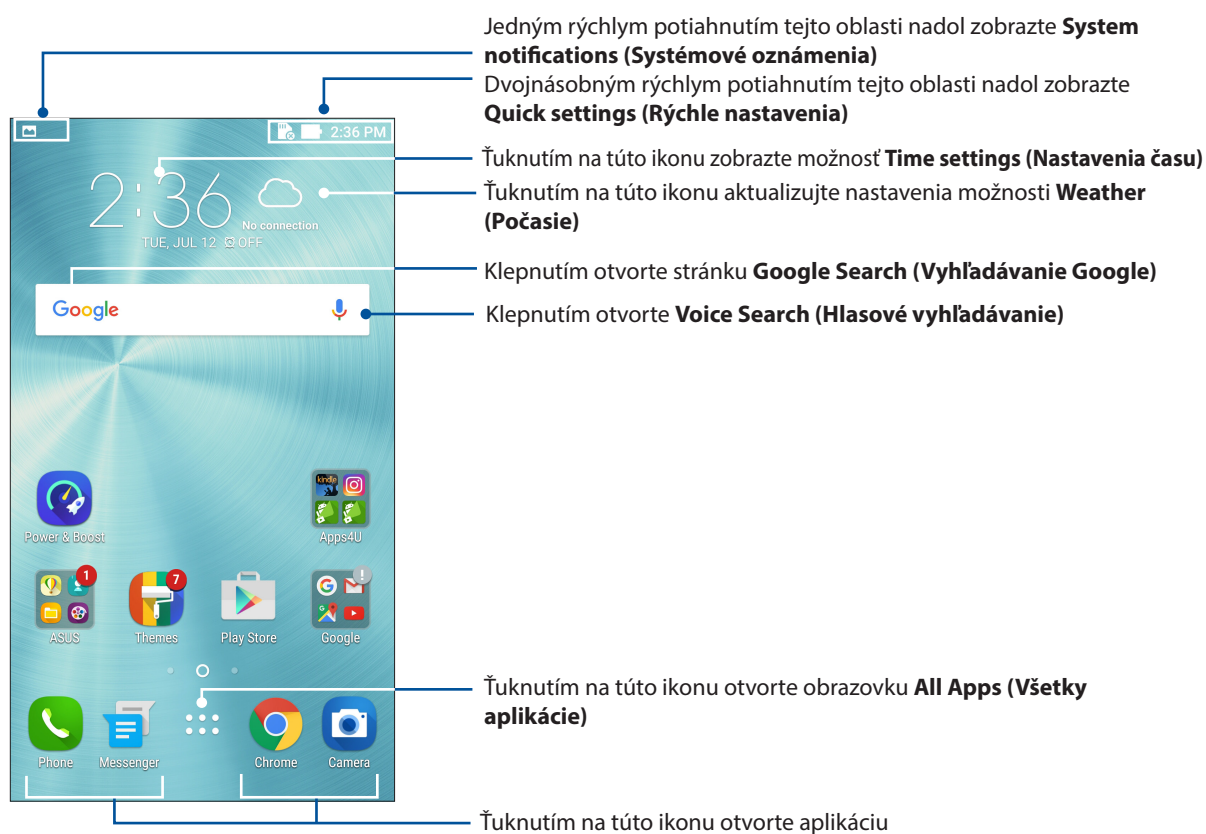 Jedným rýchlym potiahnutím tejto oblasti nadol zobrazte System
notifications (Systémové oznámenia)
Dvojnásobným rýchlym potiahnutím tejto oblasti nadol zobrazte
Quick settings (Rýchle nastavenia)
2:36 PM
Ťuknutím na túto ikonu zobrazte možnosť Time settings (Nastavenia času)
2:36
No connection
TUE, JUL 12 OFF
Ťuknutím na túto ikonu aktualizujte nastavenia možnosti Weather
(Počasie)
Klepnutím otvorte stránku Google Search (Vyhľadávanie Google)
Google
Klepnutím otvorte Voice Search (Hlasové vyhľadávanie)
kindle
Power & Boost
Apps4U
1
7
ASUS
Themes
Play Store
Google
Ťuknutím na túto ikonu otvorte obrazovku All Apps (Všetky
aplikácie)
Phone
Messenger
Chrome
Camera
Ťuknutím na túto ikonu otvorte aplikáciu